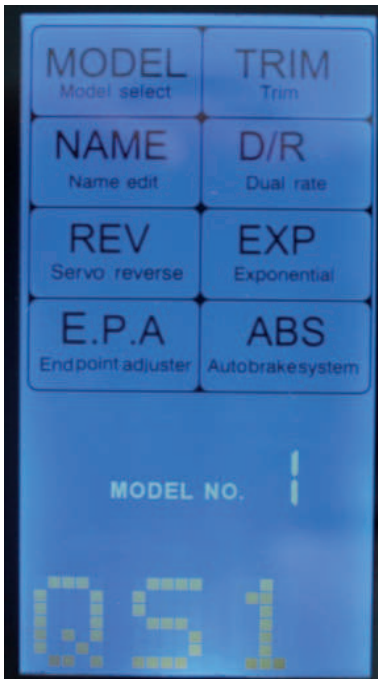 MODEL TRIM
Model select Trim
NAME D/R
Name edit Dual rate
REV EXP
Servo reverse Exponential
E.P.A ABS
Endpoint adjuster Autobrakesystem
MODEL NO. 1
QS1